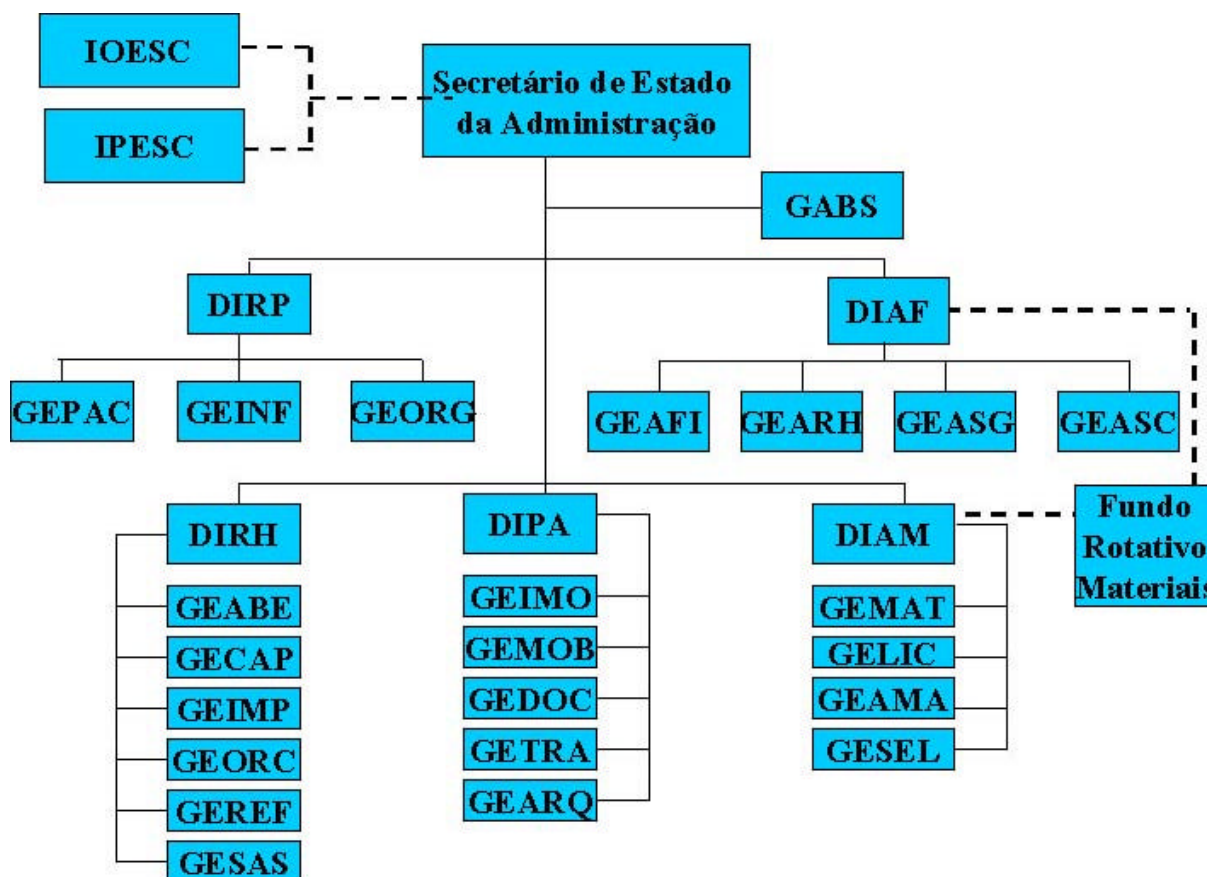 IOESC
Secretário de Estado
da Administração
IPESC
GABS
DIRP
DIAF
GEPAC
GEINF
GEORG
GEAFI
GEARH
GEASG
GEASC
DIRH
DIPA
DIAM
Fundo
Rotativo
Materiais
GEABE
GECAP
GEIMP
GEORC
GEREF
GESAS
GEIMO
GEMOB
GEDOC
GETRA
GEARQ
GEMAT
GELIC
GEAMA
GESEL